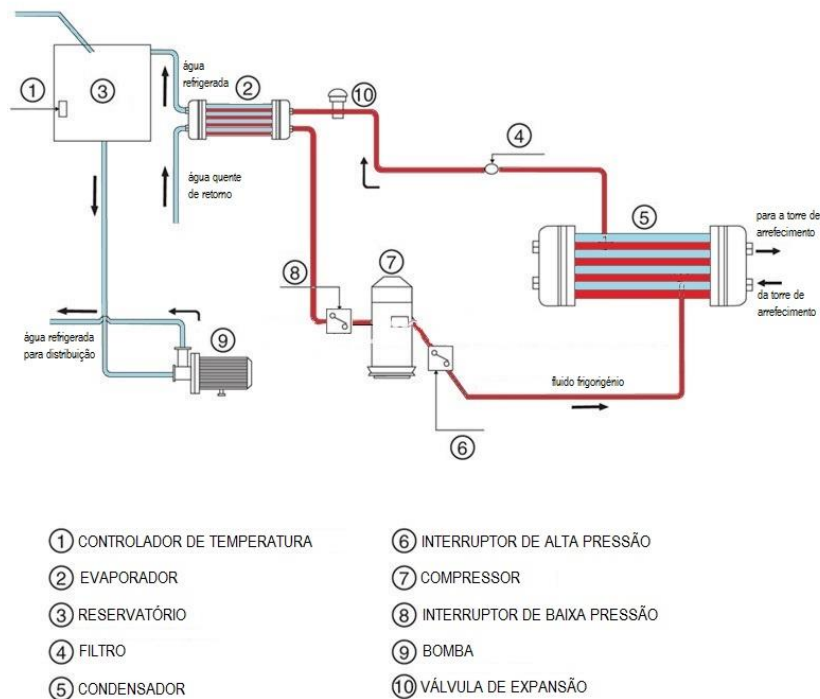 água
refrigerada
2
10
1
3
4
água quente
de retorno
5
para a torre de
arrefecimento
8
7
da torre de
arrefecimento
água refrigerada
para distribuição
9
fluido frigorigénio
6
1 CONTROLADOR DE TEMPERATURA
2 EVAPORADOR
3 RESERVATÓRIO
4 FILTRO
5 CONDENSADOR
6 INTERRUPTOR DE ALTA PRESSÃO
7 COMPRESSOR
8 INTERRUPTOR DE BAIXA PRESSÃO
9 BOMBA
10 VÁLVULA DE EXPANSÃO